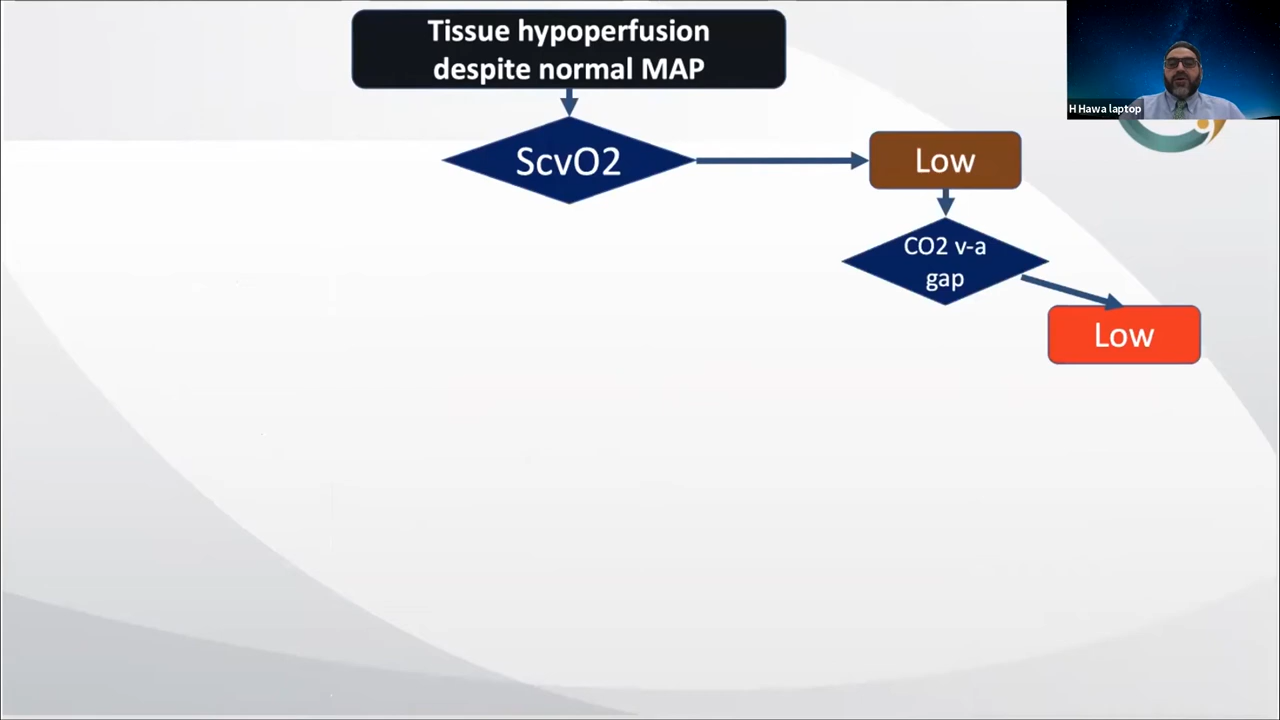 Tissue hypoperfusion
despite normal MAP
H Hawa laptop
ScvO2
Low
CO2 v-a
gap
Low